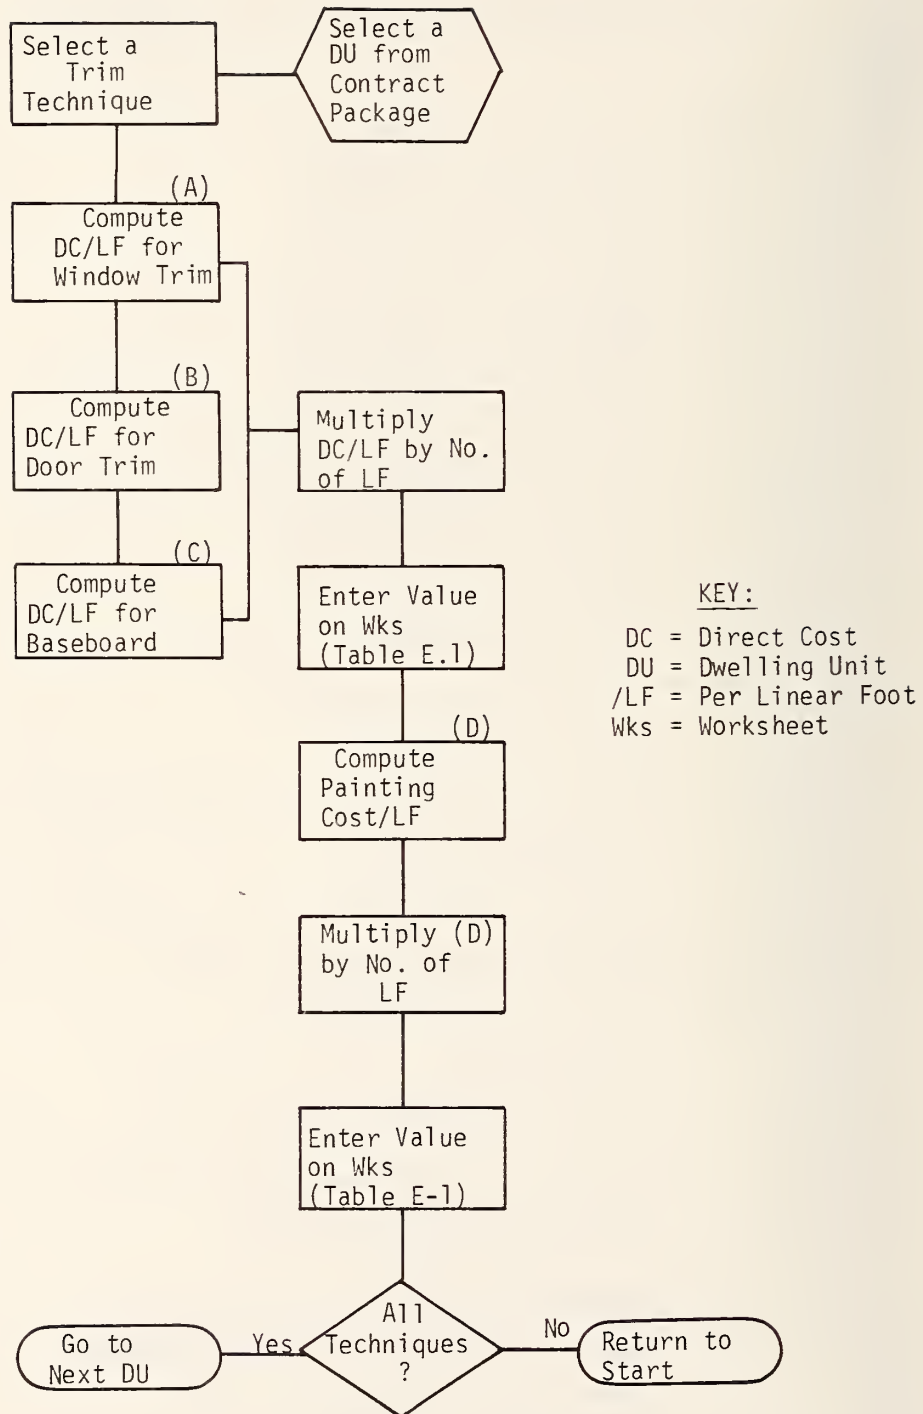 Select a
Trim
Technique
Select a
DU from
Contract
Package
(A)
Compute
DC/LF for
Window Trim
(B)
Compute
DC/LF for
Door Trim
(C)
Compute
DC/LF for
Baseboard
Multiply
DC/LF by No.
of LF
Enter Value
on Wks
(Table E.1)
KEY:
DC = Direct Cost
DU = Dwelling Unit
/LF = Per Linear Foot
Wks = Worksheet
(D)
Compute
Painting
Cost/LF
Multiply (D)
by No. of
LF
Enter Value
on Wks
(Table E-1)
All
Techniques
?
Yes
No
Go to
Next DU
Return to
Start